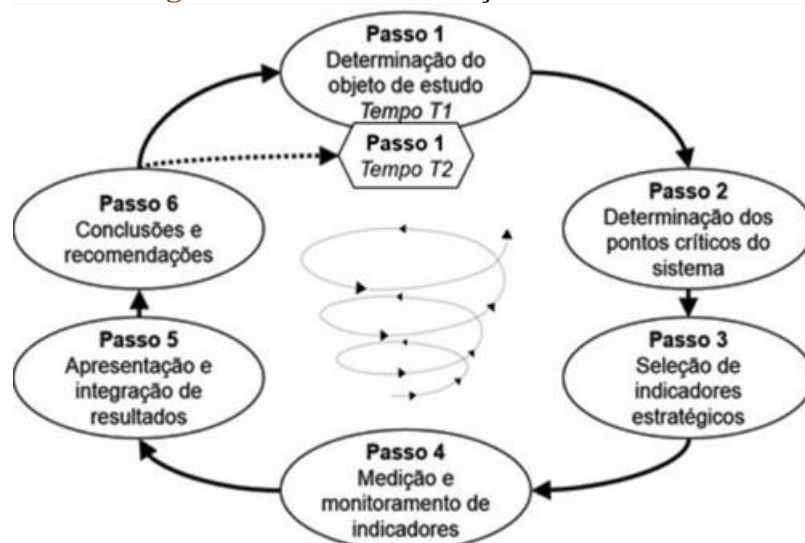 Passo 1
Determinação do
objeto de estudo
Tempo T1
Passo 1
Tempo T2
Passo 2
Determinação dos
pontos críticos do
sistema
Passo 3
Seleção de
indicadores
estratégicos
Passo 4
Medição e
monitoramento de
indicadores
Passo 5
Apresentação e
integração de
resultados
Passo 6
Conclusões e
recomendações